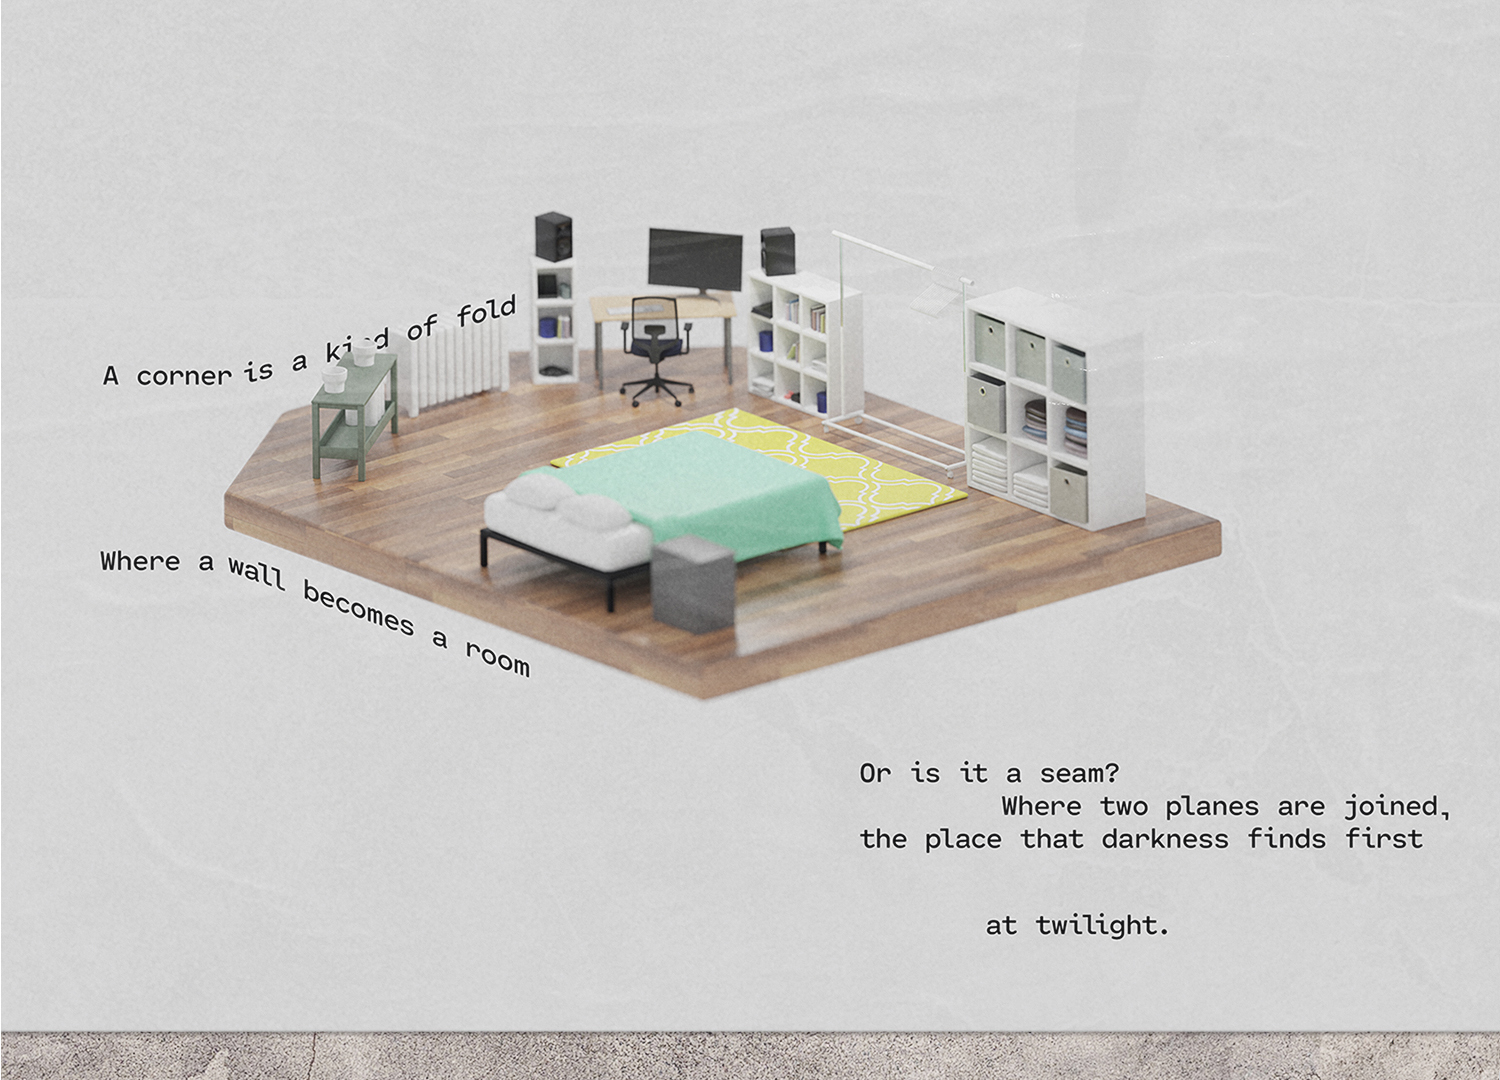 A corner is a kind of fold
Where a wall becomes a room
Or is it a seam?
Where two planes are joined,
the place that darkness finds first
at twilight.